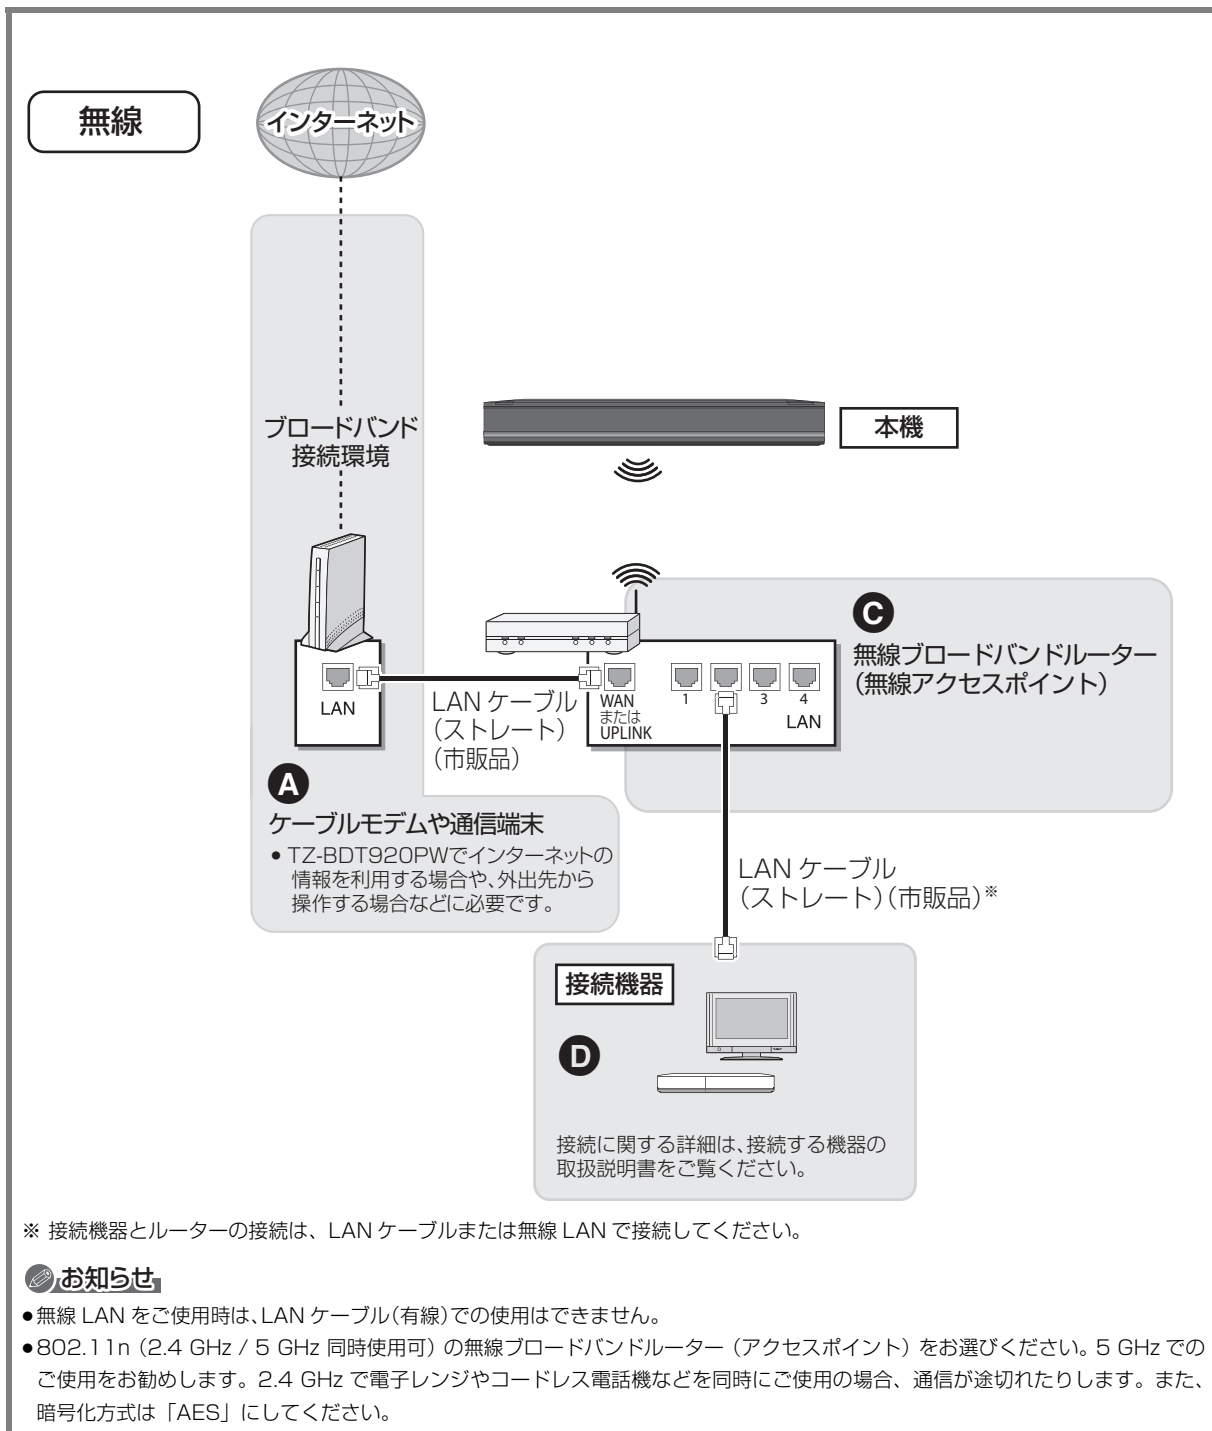 無線
インターネット
ブロードバンド
接続環境
本機
C
無線ブロードバンドルーター
(無線アクセスポイント)
LAN
LAN ケーブル
(ストレート)
(市販品)
WAN
または
UPLINK
1
3
4
LAN
A
ケーブルモデムや通信端末
● TZ-BDT920PWでインターネットの
情報を利用する場合や、外出先から
操作する場合などに必要です。
LAN ケーブル
(ストレート)(市販品)※
接続機器
D
接続に関する詳細は、接続する機器の
取扱説明書をご覧ください。
※ 接続機器とルーターの接続は、LAN ケーブルまたは無線 LAN で接続してください。
お知らせ
●無線 LAN をご使用時は、LAN ケーブル(有線)での使用はできません。
●802.11n(2.4 GHz / 5 GHz 同時使用可)の無線ブロードバンドルーター(アクセスポイント)をお選びください。5 GHz での
ご使用をお勧めします。2.4 GHz で電子レンジやコードレス電話機などを同時にご使用の場合、通信が途切れたりします。また、
暗号化方式は「AES」にしてください。